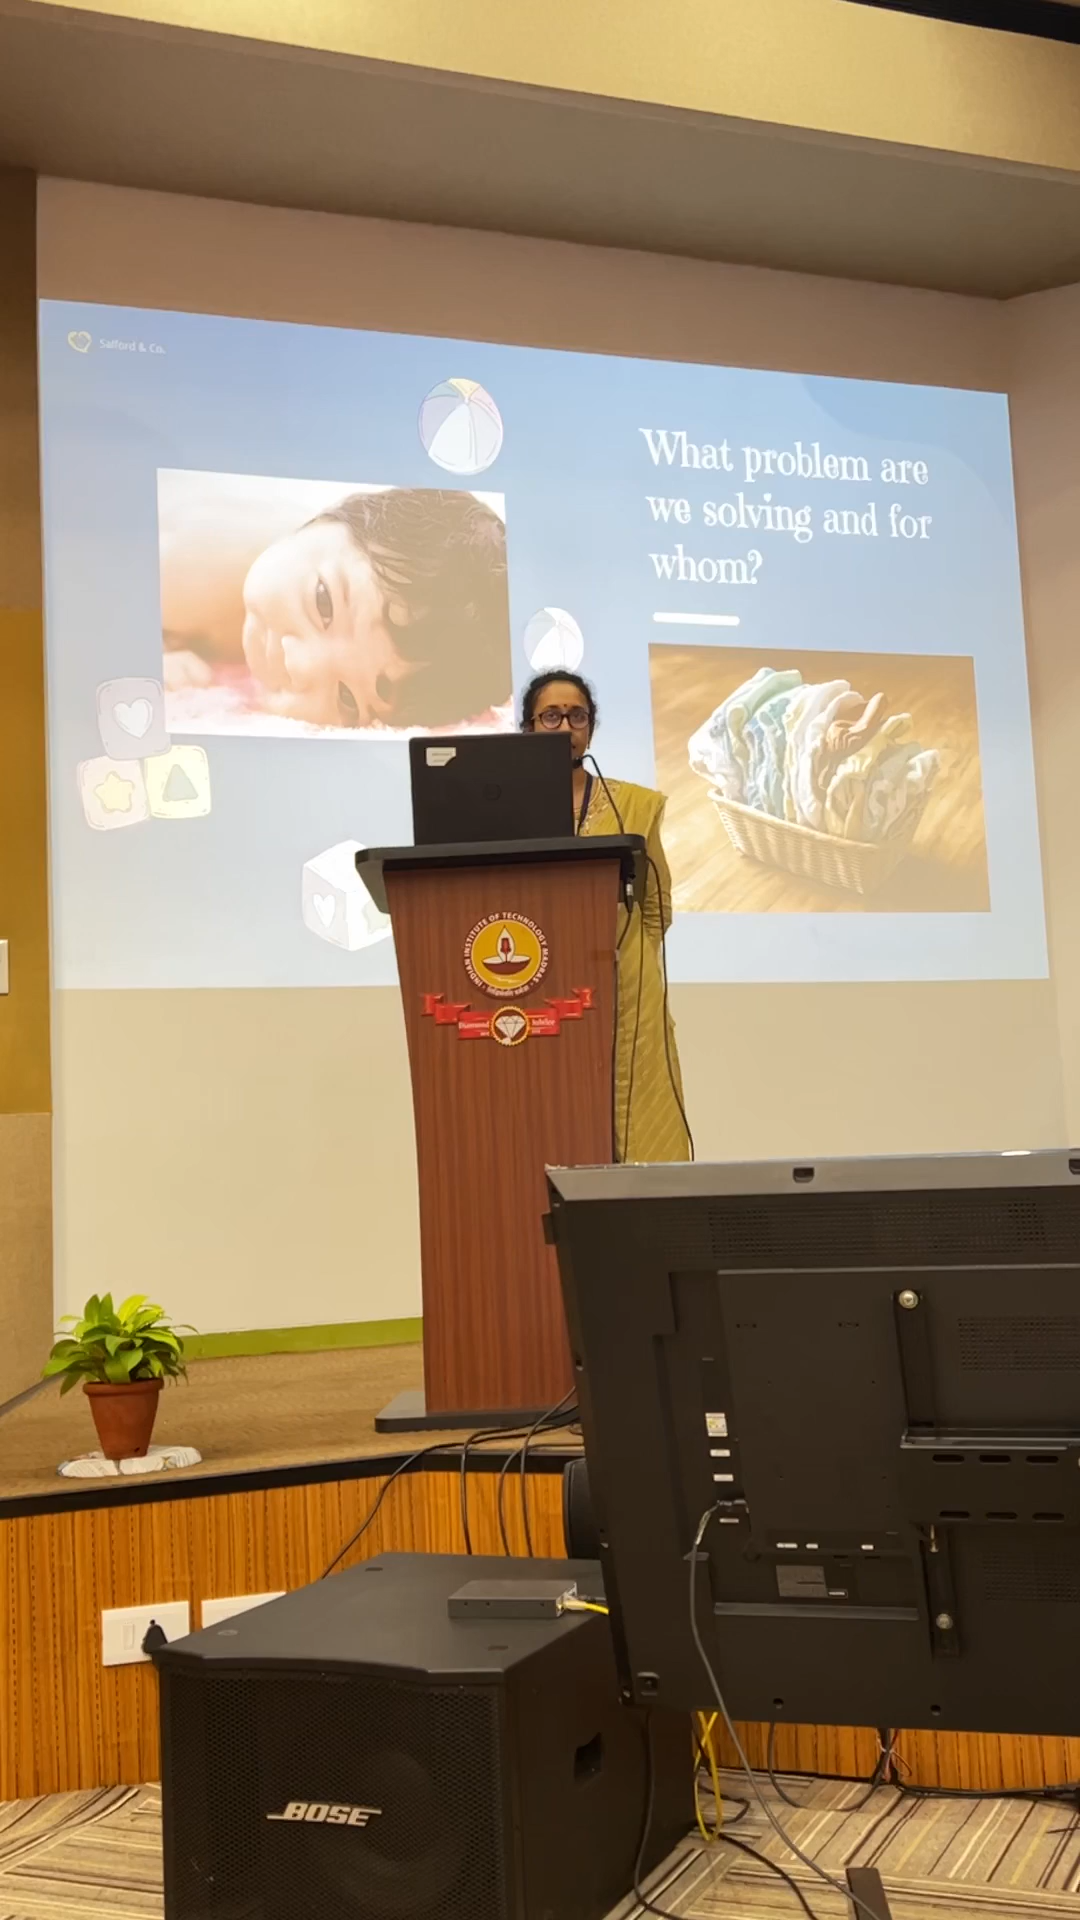 Salford & Co.
What problem are
we solving and for
whom?
INDIAN INSTITUTE OF TECHNOLOGY MADRAS
Diamond Jubilee
BOSE